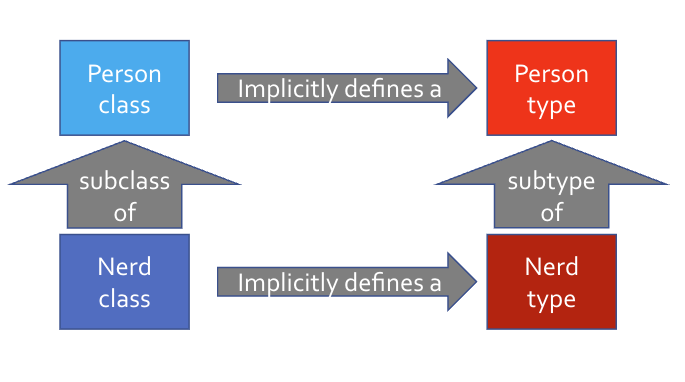 Person
class
Implicitly defines a
Person
type
subclass
of
subtype
of
Nerd
class
Implicitly defines a
Nerd
type